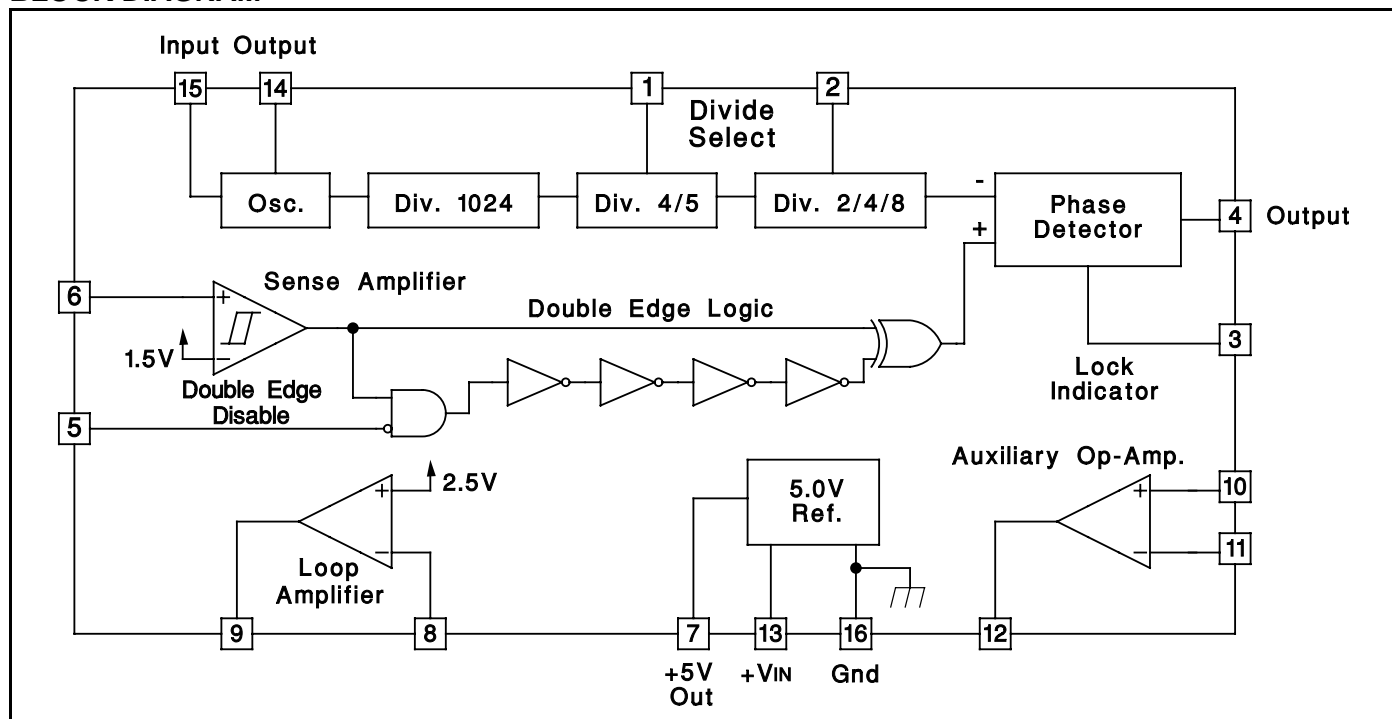 BLOCK DIAGRAM
Input Output
15 14 1 2
Divide
Select
Osc. Div. 1024 Div. 4/5 Div. 2/4/8
-
+
Phase
Detector
4 Output
6
+
−
Sense Amplifier
1.5V
Double Edge Logic
3
Lock
Indicator
Double Edge
Disable
5
2.5V
+
−
Loop
Amplifier
5.0V
Ref.
Auxiliary Op-Amp.
+
−
10
11
9 8 7 13 16 12
+5V
Out
+VIN Gnd